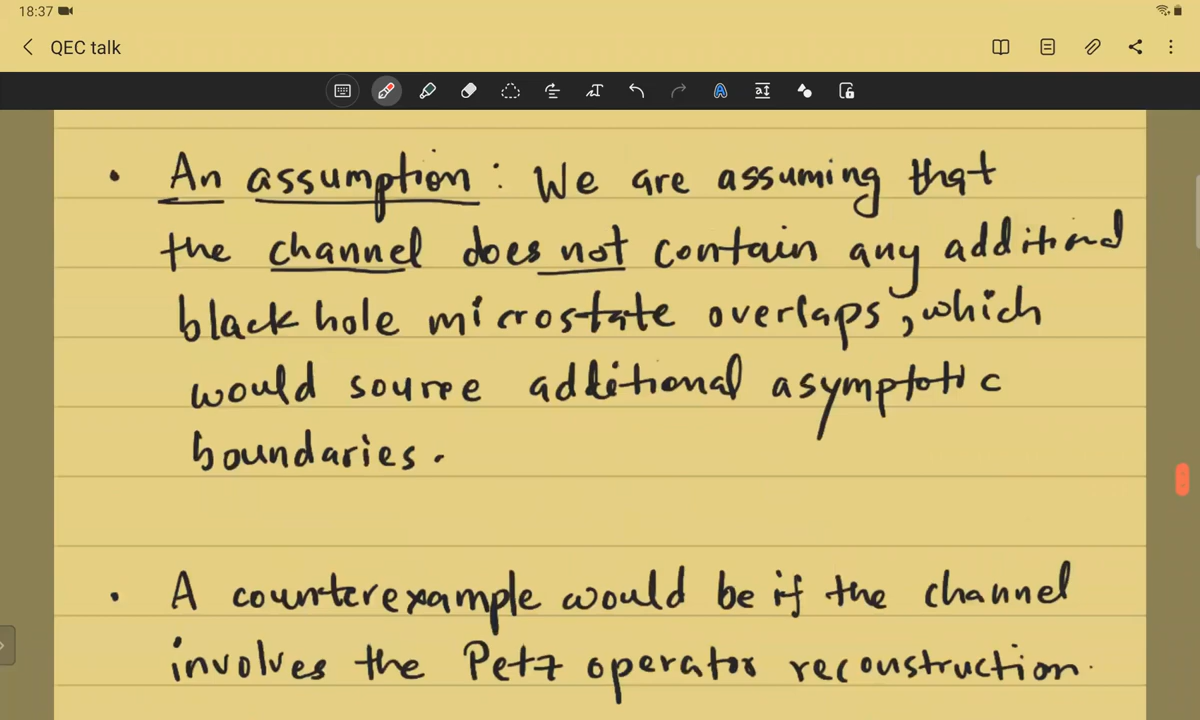 18:37
QEC talk
• An assumption: We are assuming that
the channel does not contain any additional
black hole microstate overlaps, which
would source additional asymptotic
boundaries.
• A counterexample would be if the channel
involves the Petz operator reconstruction.